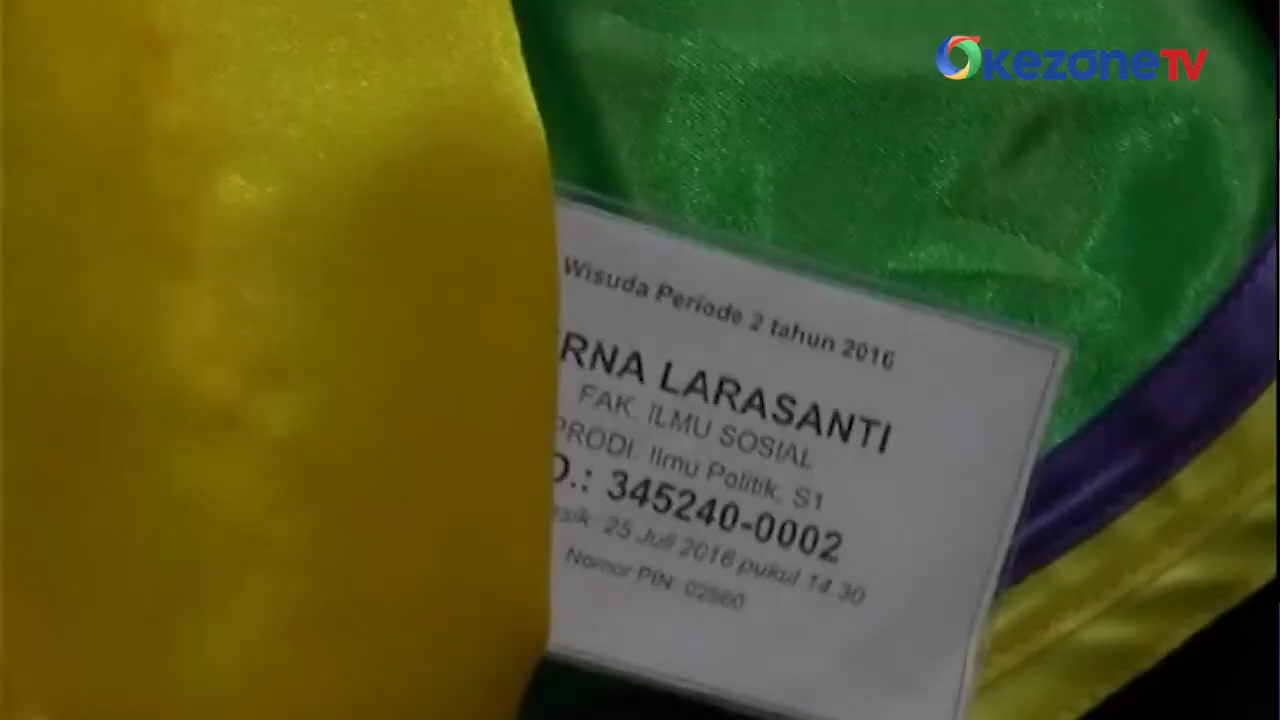 OkezoneTV
Wisuda Periode 2 tahun 2016
RNA LARASANTI
FAK. ILMU SOSIAL
PRODI. Ilmu Politik. S1
.: 345240-0002
25 Juli 2016 pukul 14.30
Nomor PIN: